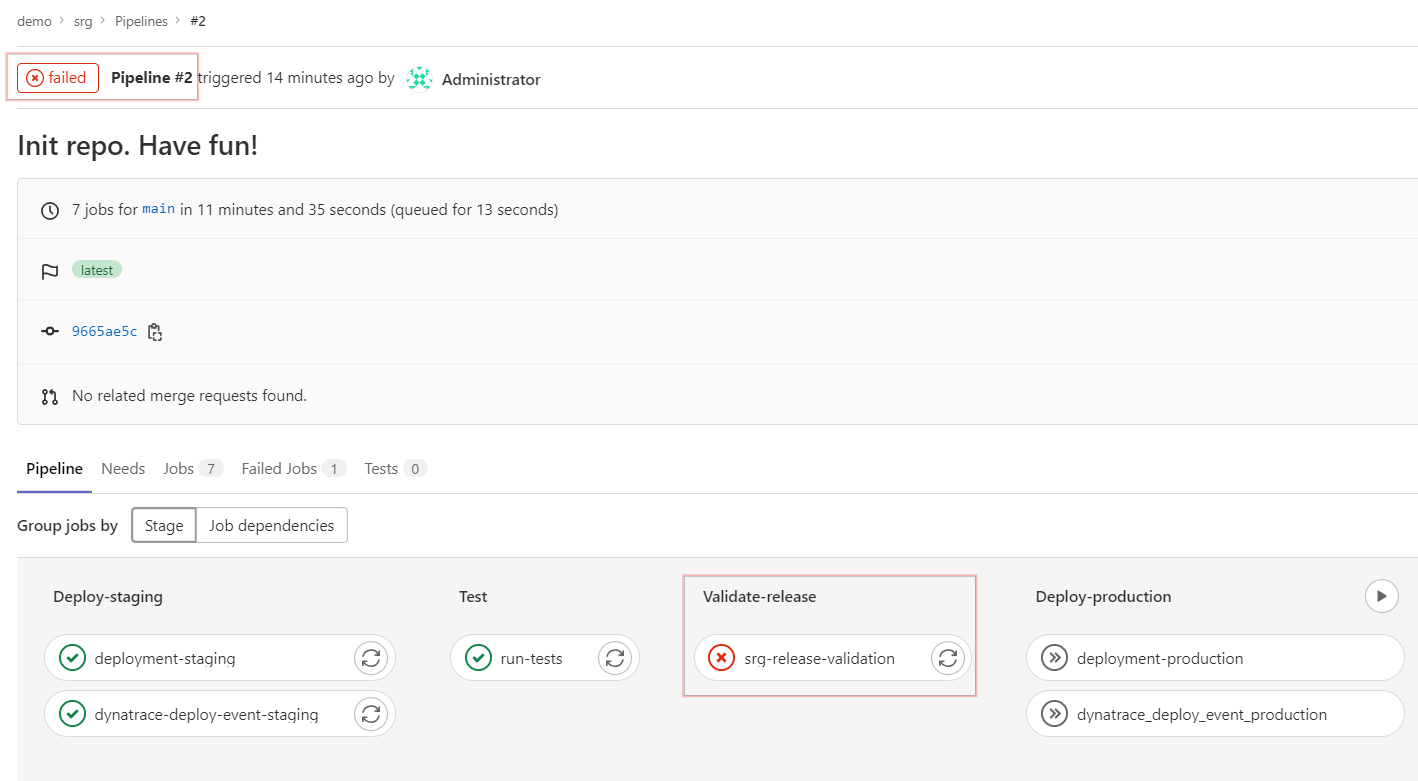 demo > srg > Pipelines > #2
failed Pipeline #2 triggered 14 minutes ago by Administrator
Init repo. Have fun!
7 jobs for main in 11 minutes and 35 seconds (queued for 13 seconds)
latest
9665ae5c
No related merge requests found.
Pipeline Needs Jobs 7 Failed Jobs 1 Tests 0
Group jobs by Stage Job dependencies
Deploy-staging Test Validate-release Deploy-production
deployment-staging run-tests srg-release-validation deployment-production
dynatrace-deploy-event-staging dynatrace_deploy_event_production